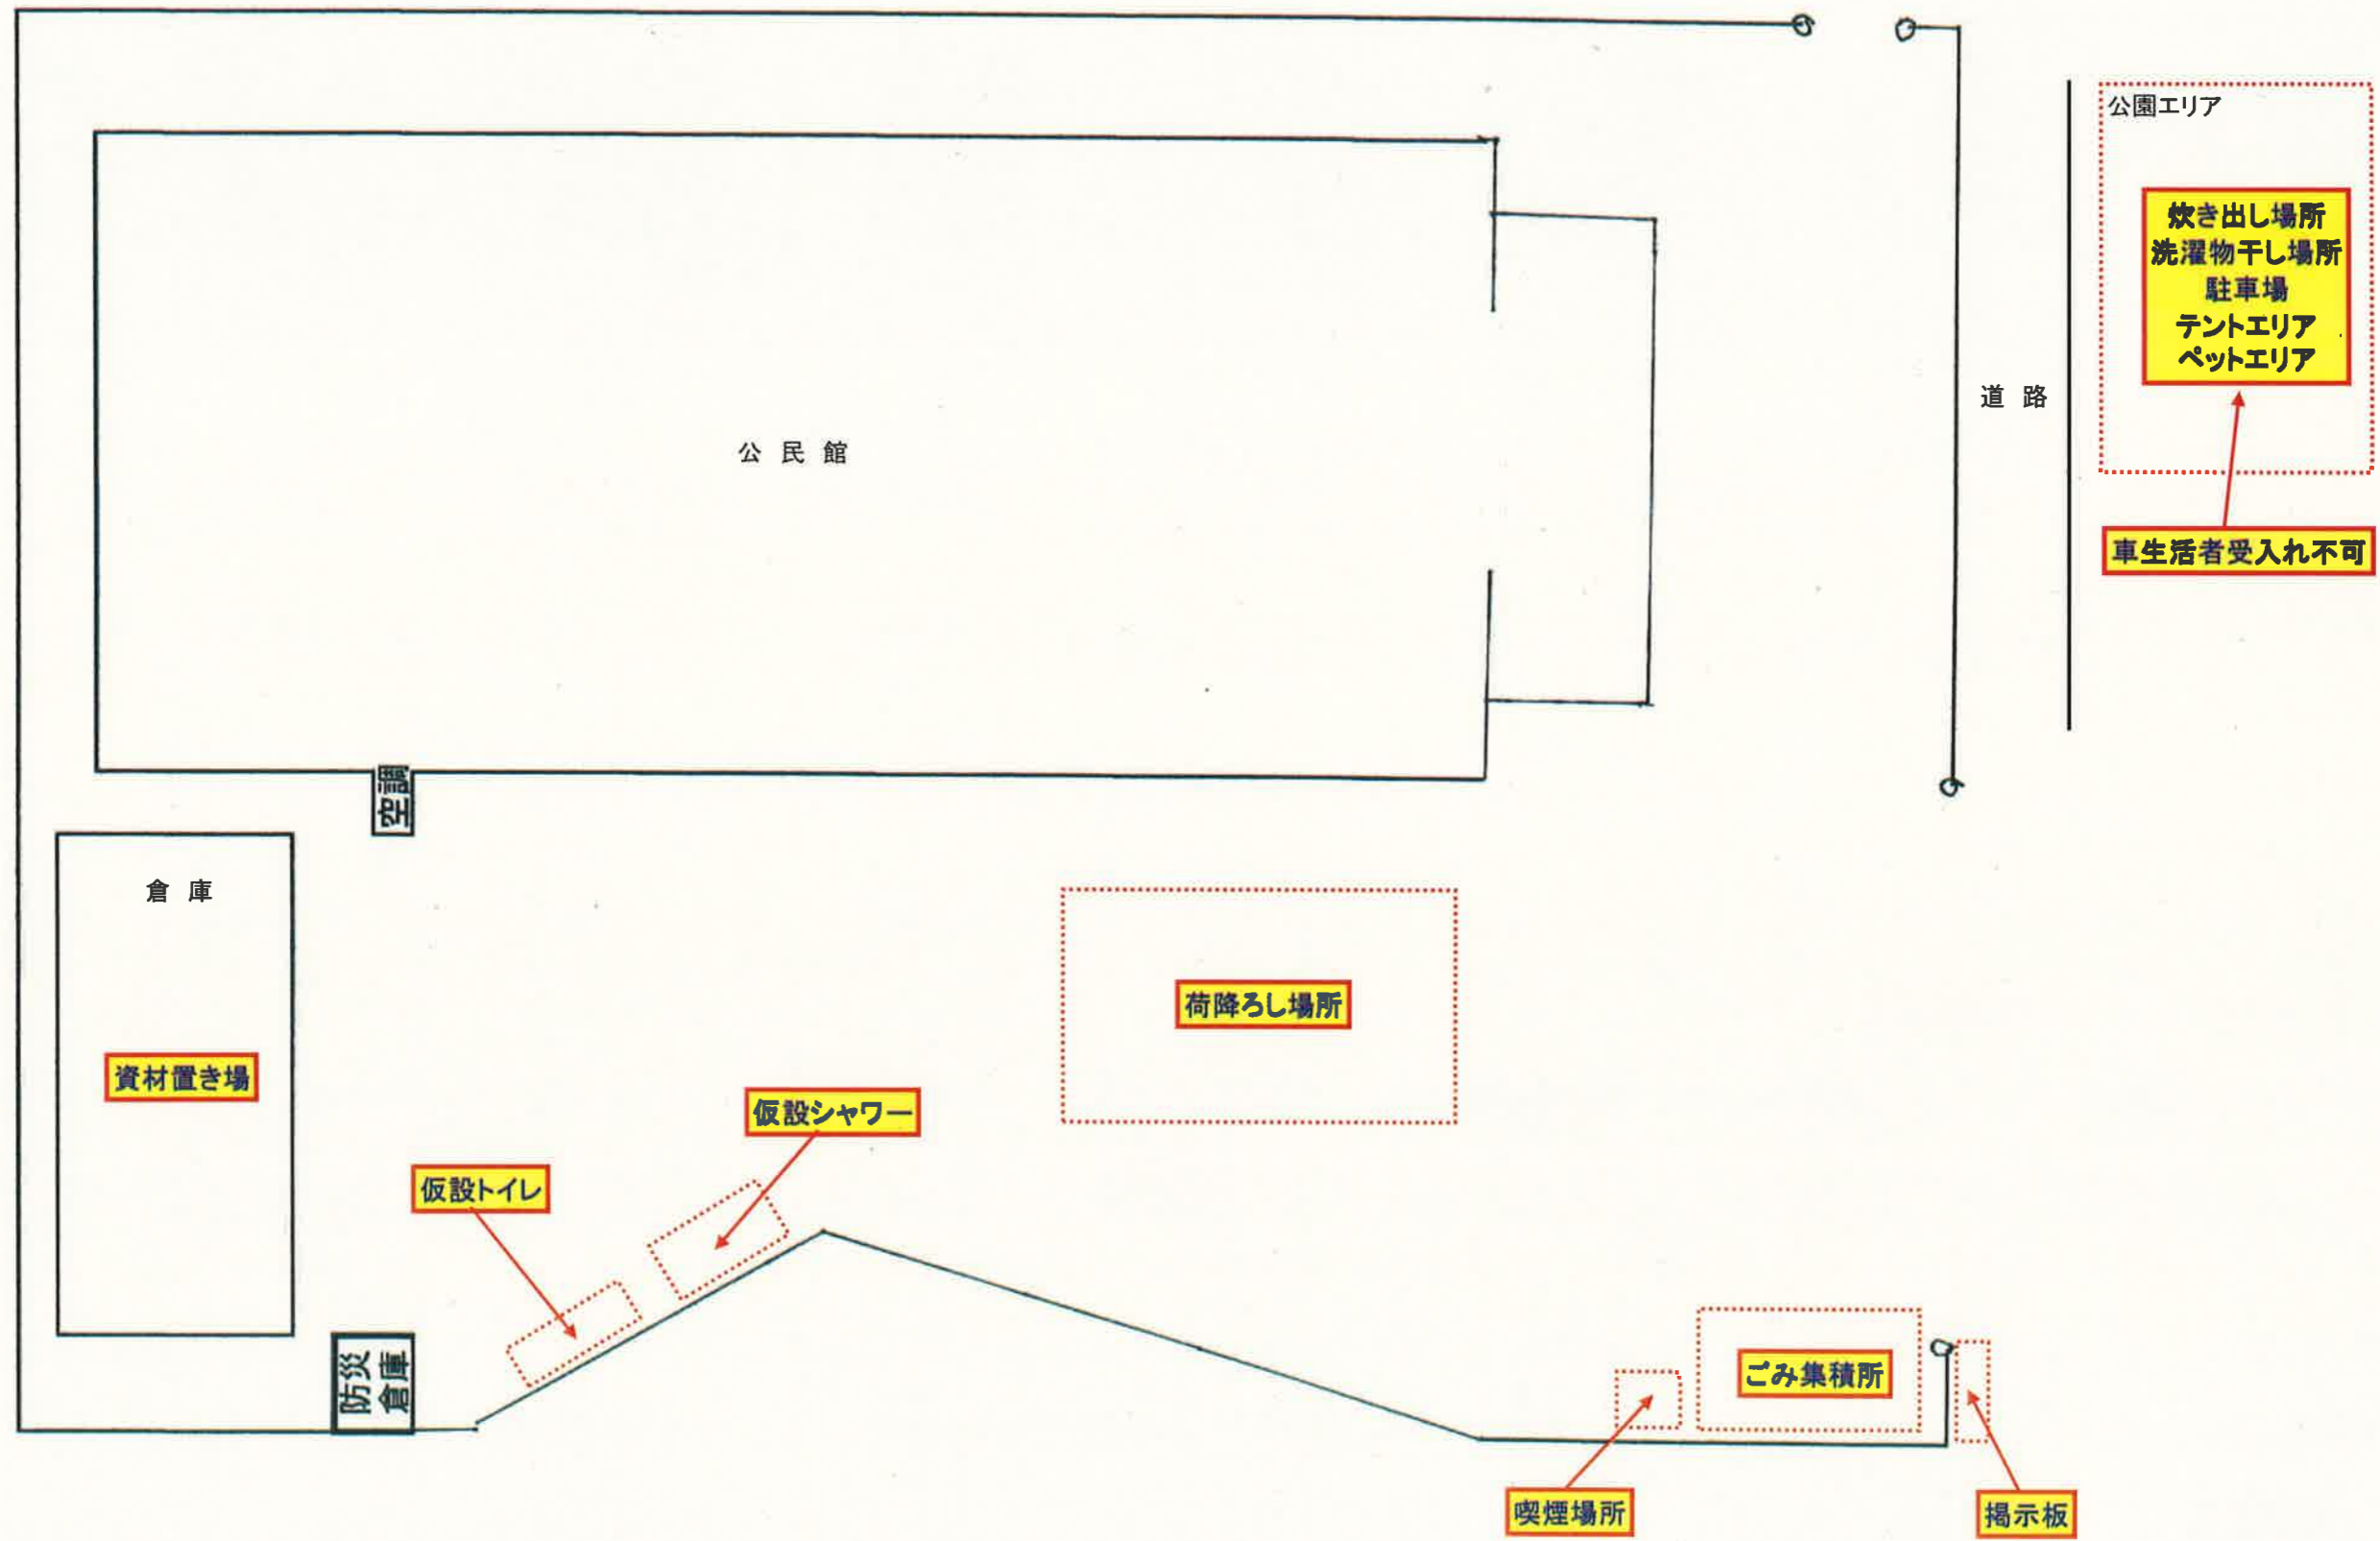 公園エリア
炊き出し場所
洗濯物干し場所
駐車場
テントエリア
ペットエリア
道 路
公 民 館
車生活者受入れ不可
空調
倉 庫
荷降ろし場所
資材置き場
仮設シャワー
仮設トイレ
防災
倉庫
ごみ集積所
喫煙場所
掲示板